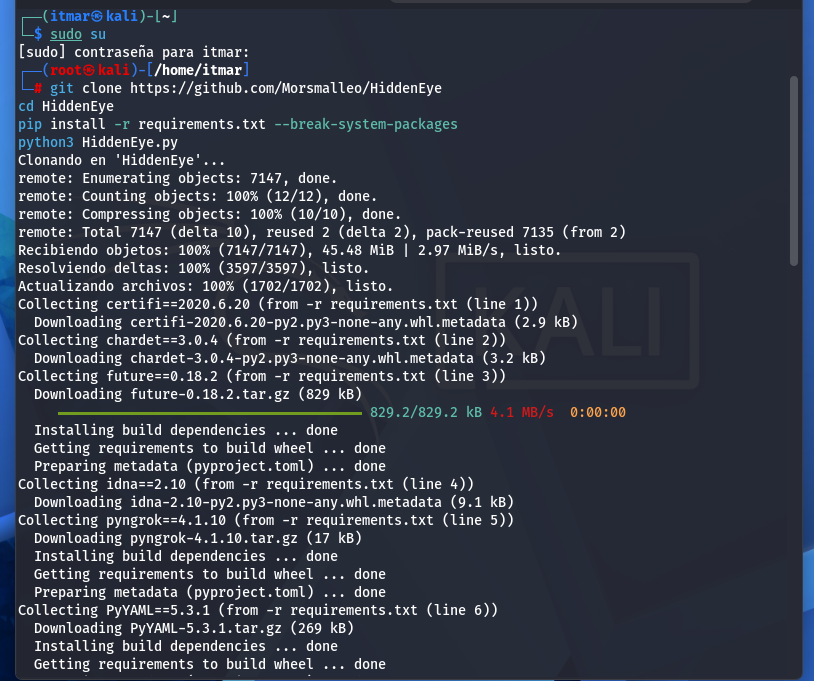 ┌──(itmar㉿kali)-[~]
└─$ sudo su
[sudo] contraseña para itmar:
┌──(root㉿kali)-[/home/itmar]
└─# git clone https://github.com/Morsmalleo/HiddenEye
cd HiddenEye
pip install -r requirements.txt --break-system-packages
python3 HiddenEye.py
Clonando en 'HiddenEye'...
remote: Enumerating objects: 7147, done.
remote: Counting objects: 100% (12/12), done.
remote: Compressing objects: 100% (10/10), done.
remote: Total 7147 (delta 10), reused 2 (delta 2), pack-reused 7135 (from 2)
Recibiendo objetos: 100% (7147/7147), 45.48 MiB | 2.97 MiB/s, listo.
Resolviendo deltas: 100% (3597/3597), listo.
Actualizando archivos: 100% (1702/1702), listo.
Collecting certifi==2020.6.20 (from -r requirements.txt (line 1))
  Downloading certifi-2020.6.20-py2.py3-none-any.whl.metadata (2.9 kB)
Collecting chardet==3.0.4 (from -r requirements.txt (line 2))
  Downloading chardet-3.0.4-py2.py3-none-any.whl.metadata (3.2 kB)
Collecting future==0.18.2 (from -r requirements.txt (line 3))
  Downloading future-0.18.2.tar.gz (829 kB)
829.2/829.2 kB 4.1 MB/s  0:00:00
  Installing build dependencies ... done
  Getting requirements to build wheel ... done
  Preparing metadata (pyproject.toml) ... done
Collecting idna==2.10 (from -r requirements.txt (line 4))
  Downloading idna-2.10-py2.py3-none-any.whl.metadata (9.1 kB)
Collecting pyngrok==4.1.10 (from -r requirements.txt (line 5))
  Downloading pyngrok-4.1.10.tar.gz (17 kB)
  Installing build dependencies ... done
  Getting requirements to build wheel ... done
  Preparing metadata (pyproject.toml) ... done
Collecting PyYAML==5.3.1 (from -r requirements.txt (line 6))
  Downloading PyYAML-5.3.1.tar.gz (269 kB)
  Installing build dependencies ... done
  Getting requirements to build wheel ... done
KALI